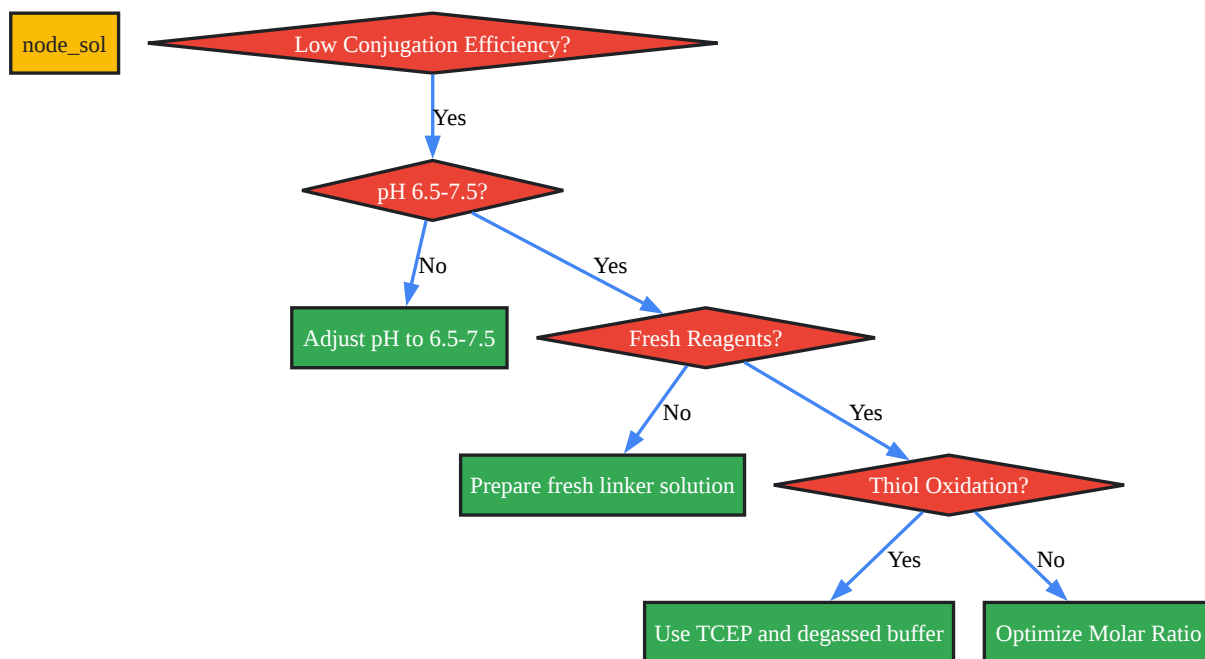 node_sol
Low Conjugation Efficiency?
Yes
pH 6.5-7.5?
No
Yes
Adjust pH to 6.5-7.5
Fresh Reagents?
No
Yes
Prepare fresh linker solution
Thiol Oxidation?
Yes
No
Use TCEP and degassed buffer
Optimize Molar Ratio